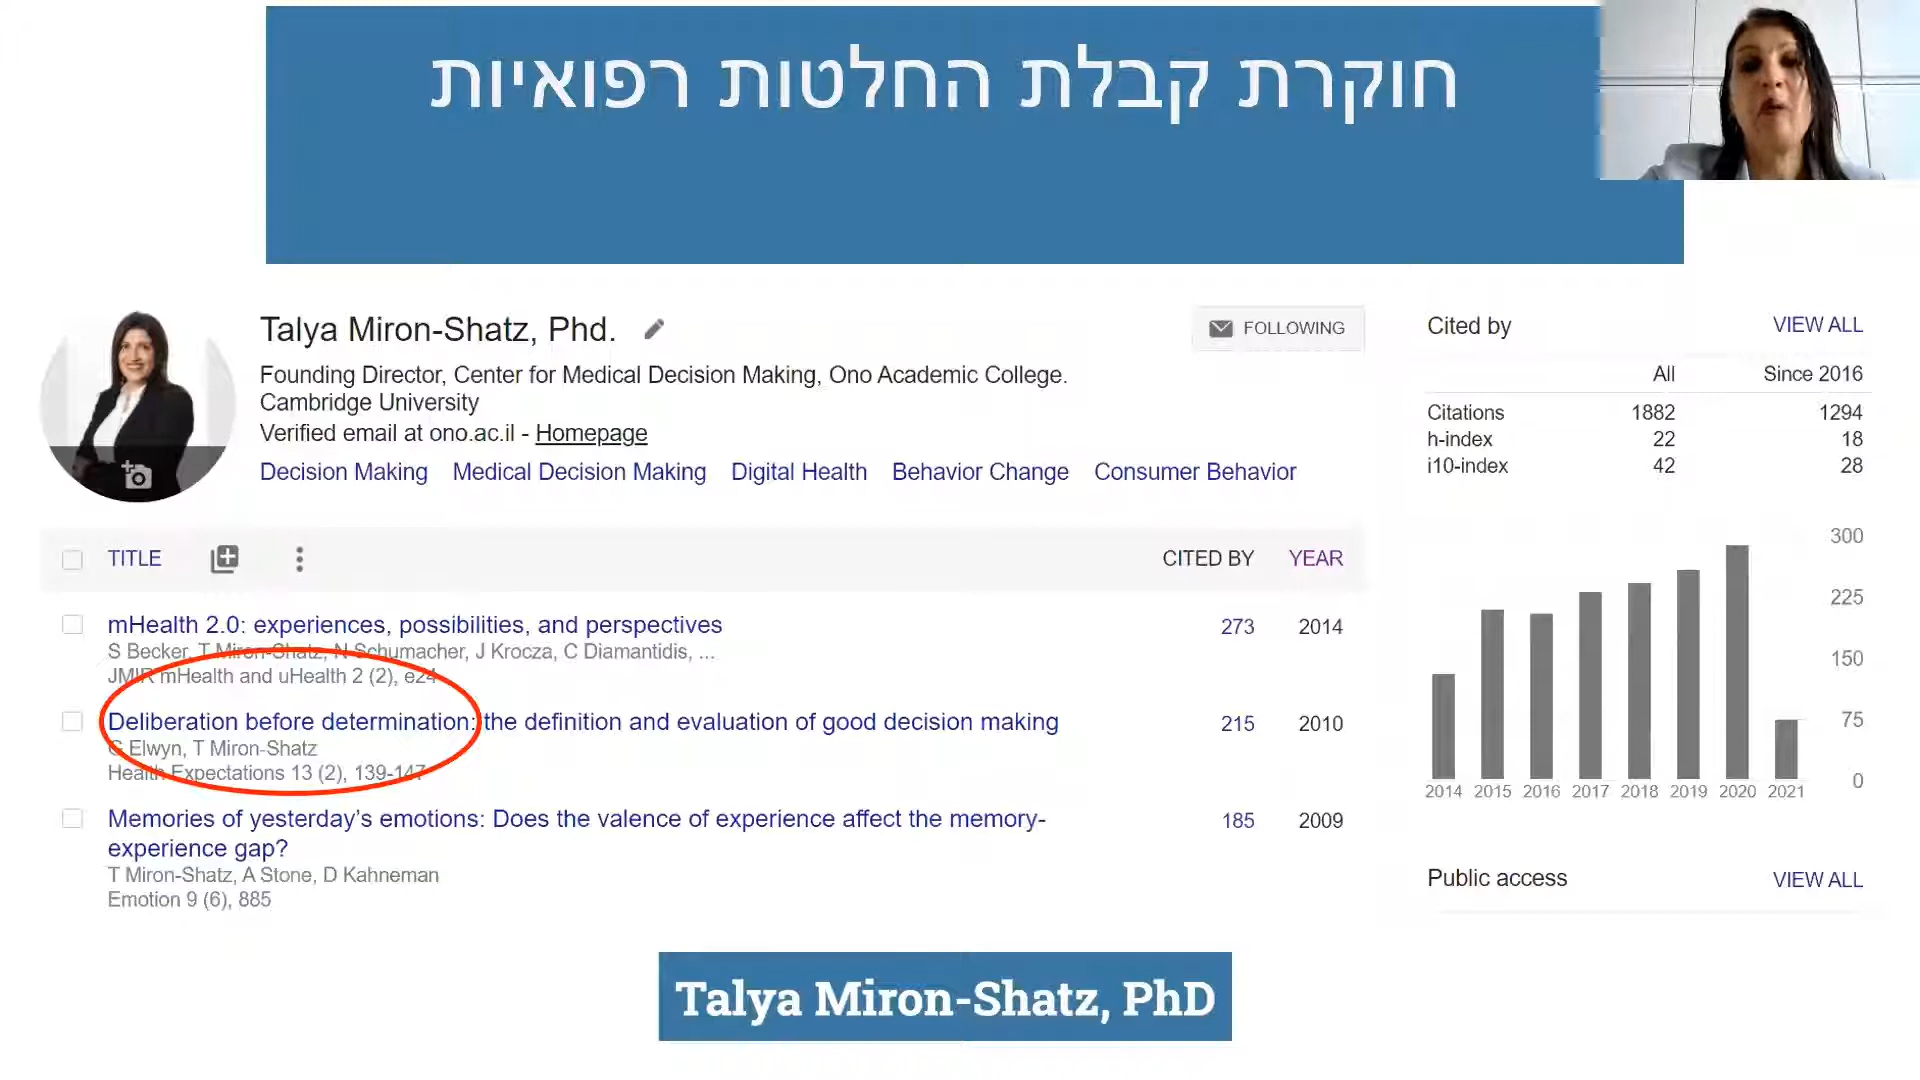 חוקרת קבלת החלטות רפואיות
Talya Miron-Shatz, Phd.
FOLLOWING
Founding Director, Center for Medical Decision Making, Ono Academic College.
Cambridge University
Verified email at ono.ac.il - Homepage
Decision Making Medical Decision Making Digital Health Behavior Change Consumer Behavior
TITLE CITED BY YEAR
mHealth 2.0: experiences, possibilities, and perspectives 273 2014
S Becker, T Miron-Shatz, N Schumacher, J Krocza, C Diamantidis, ...
JMIR mHealth and uHealth 2 (2), e24
Deliberation before determination: the definition and evaluation of good decision making 215 2010
G Elwyn, T Miron-Shatz
Health Expectations 13 (2), 139-147
Memories of yesterday's emotions: Does the valence of experience affect the memory- 185 2009
experience gap?
T Miron-Shatz, A Stone, D Kahneman
Emotion 9 (6), 885
Cited by VIEW ALL
All Since 2016
Citations 1882 1294
h-index 22 18
i10-index 42 28
300
225
150
75
0
2014 2015 2016 2017 2018 2019 2020 2021
Public access VIEW ALL
Talya Miron-Shatz, PhD